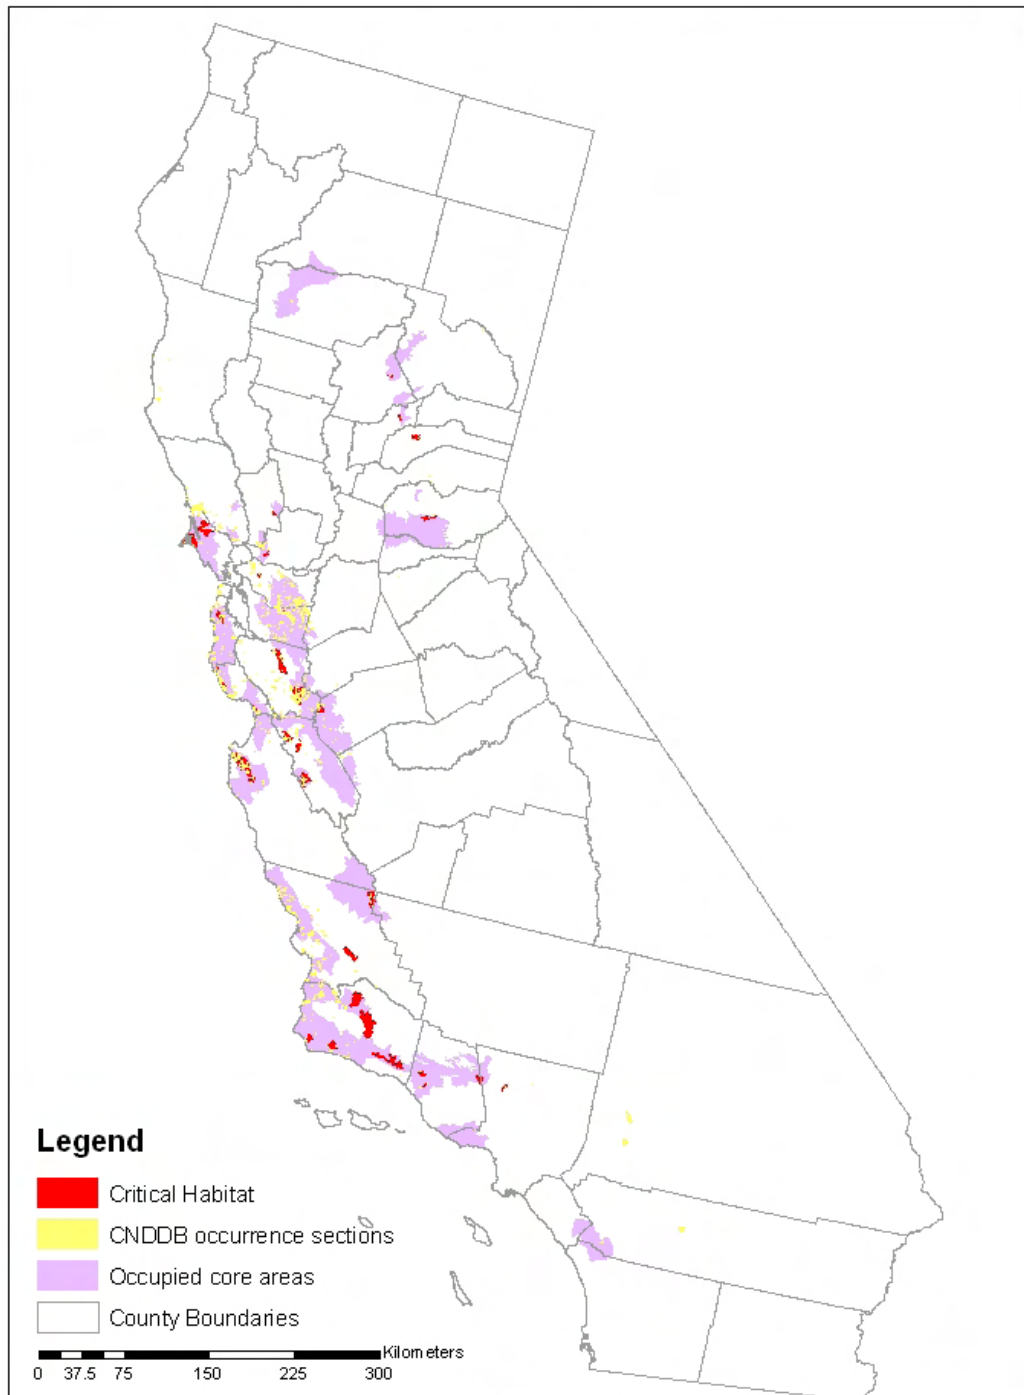 Legend
Critical Habitat
CNDDB occurrence sections
Occupied core areas
County Boundaries
Kilometers
0 37.5 75 150 225 300